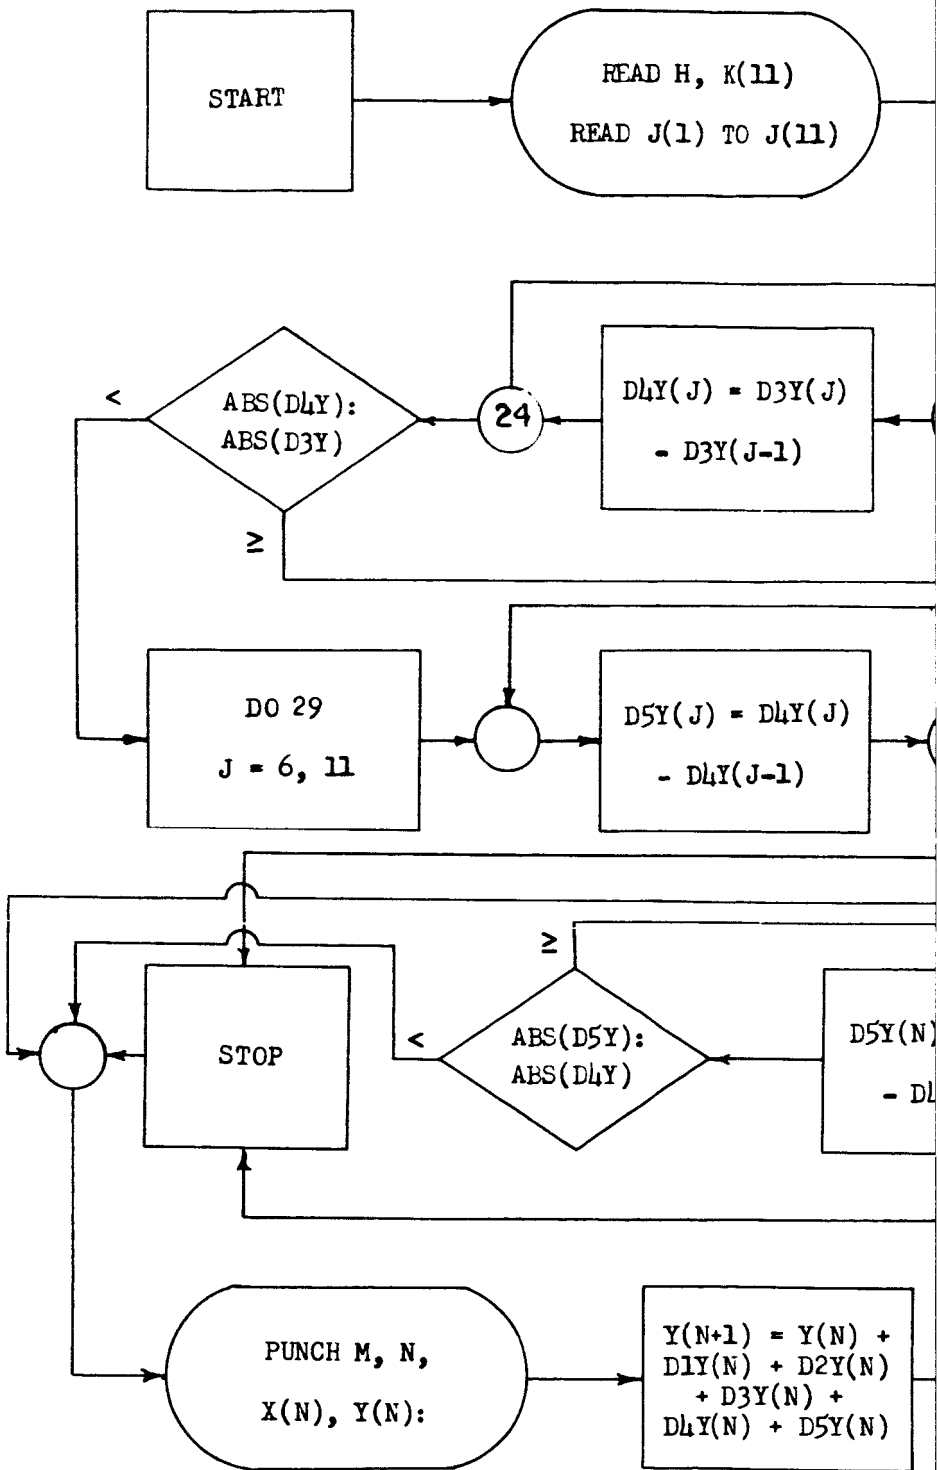 START
READ H, K(11)
READ J(1) TO J(11)
<
ABS(D4Y):
ABS(D3Y)
≥
24
D4Y(J) = D3Y(J)
- D3Y(J-1)
DO 29
J = 6, 11
D5Y(J) = D4Y(J)
- D4Y(J-1)
STOP
≥
<
ABS(D5Y):
ABS(D4Y)
D5Y(N)
- D4
PUNCH M, N,
X(N), Y(N):
Y(N+1) = Y(N) +
D1Y(N) + D2Y(N)
+ D3Y(N) +
D4Y(N) + D5Y(N)